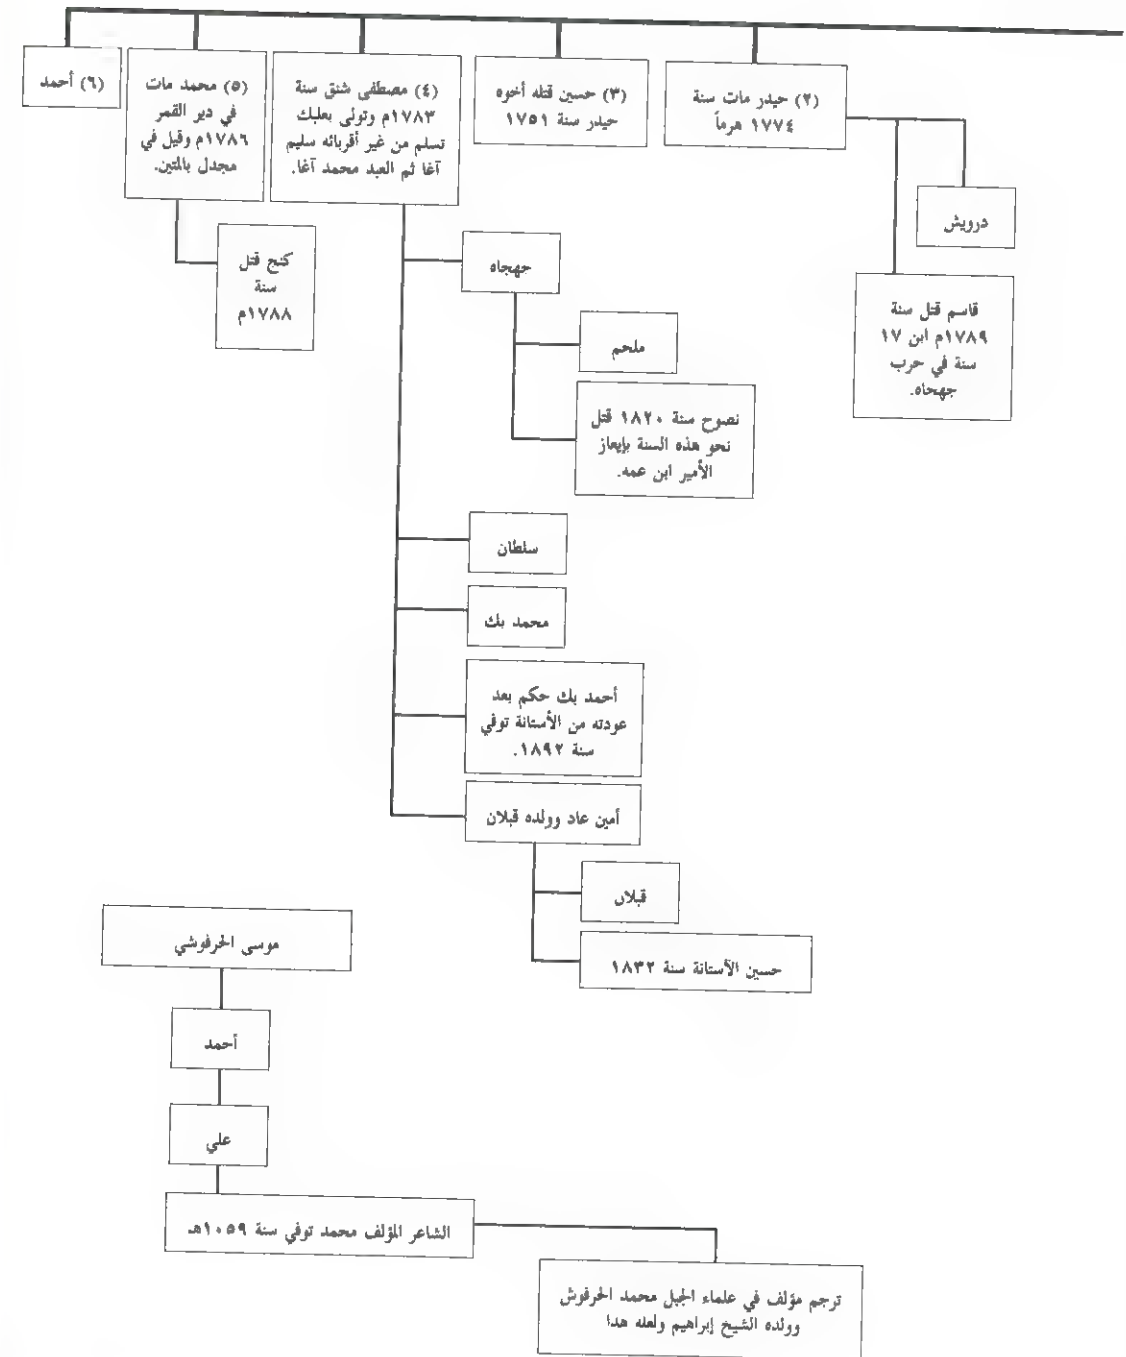 (٢) حيدر مات سنة
١٧٧٤ هرماً
(٣) حسين قتله أخوه
حيدر سنة ١٧٥١
(٤) مصطفى شنق سنة
١٧٨٣م وتولى بعلبك
تسلم من غير أقربائه سليم
آغا ثم العبد محمد آغا.
(٥) محمد مات
في دير القمر
١٧٨٦م وقيل في
مجدل بالمتين.
(٦) أحمد
درويش
قاسم قتل سنة
١٧٨٩م ابن ١٧
سنة في حرب
جهجاه.
جهجاه
كنج قتل
سنة
١٧٨٨م
ملحم
نصوح سنة ١٨٢٠ قتل
نحو هذه السنة بإيعاز
الأمير ابن عمه.
سلطان
محمد بك
أحمد بك حكم بعد
عودته من الأستانة توفي
سنة ١٨٩٢.
أمين عاد وولده قبلان
قبلان
حسين الآستانة سنة ١٨٣٢
موسى الحرفوشي
أحمد
علي
الشاعر المؤلف محمد توفي سنة ١٠٥٩هـ
ترجم مؤلف في علماء الجبل محمد الحرفوش
وولده الشيخ إبراهيم ولعله هذا